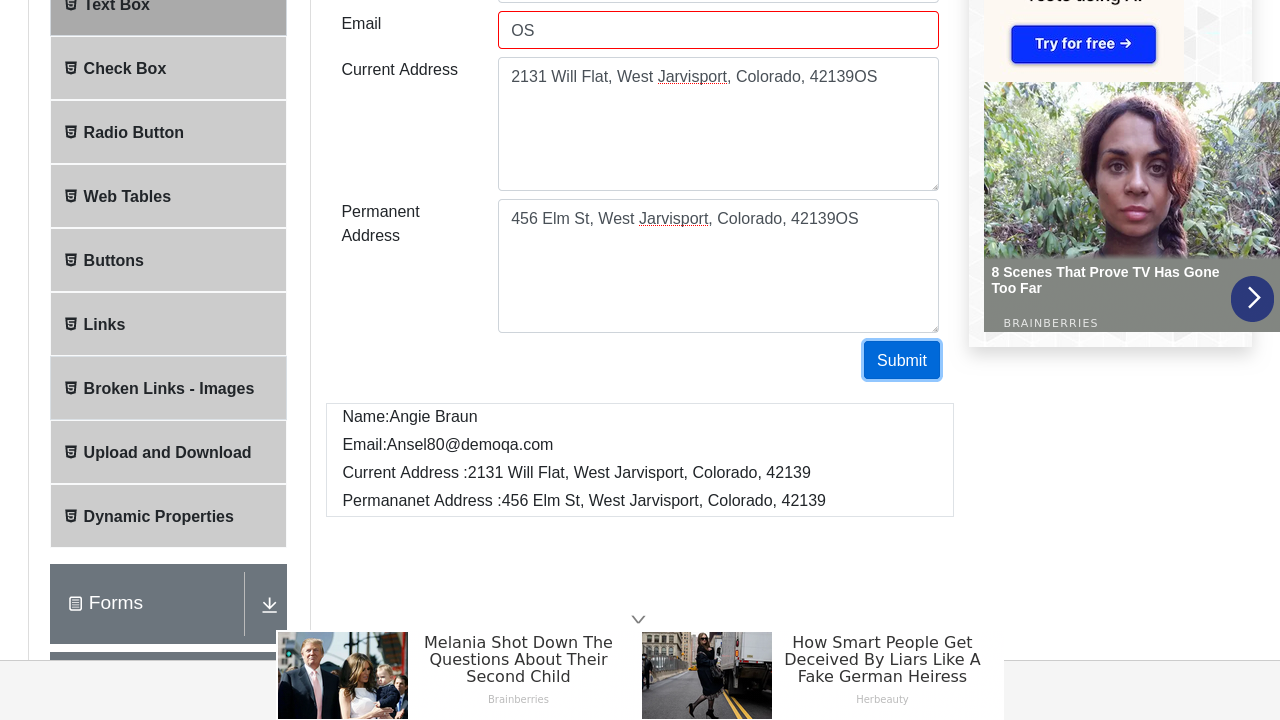 Text Box
Check Box
Radio Button
Web Tables
Buttons
Links
Broken Links - Images
Upload and Download
Dynamic Properties
Forms
Email
OS
Current Address
2131 Will Flat, West Jarvisport, Colorado, 42139OS
Permanent
Address
456 Elm St, West Jarvisport, Colorado, 42139OS
Submit
Name:Angie Braun
Email:Ansel80@demoqa.com
Current Address :2131 Will Flat, West Jarvisport, Colorado, 42139
Permananet Address :456 Elm St, West Jarvisport, Colorado, 42139
Try for free →
8 Scenes That Prove TV Has Gone
Too Far
BRAINBERRIES
Melania Shot Down The
Questions About Their
Second Child
Brainberries
How Smart People Get
Deceived By Liars Like A
Fake German Heiress
Herbeauty